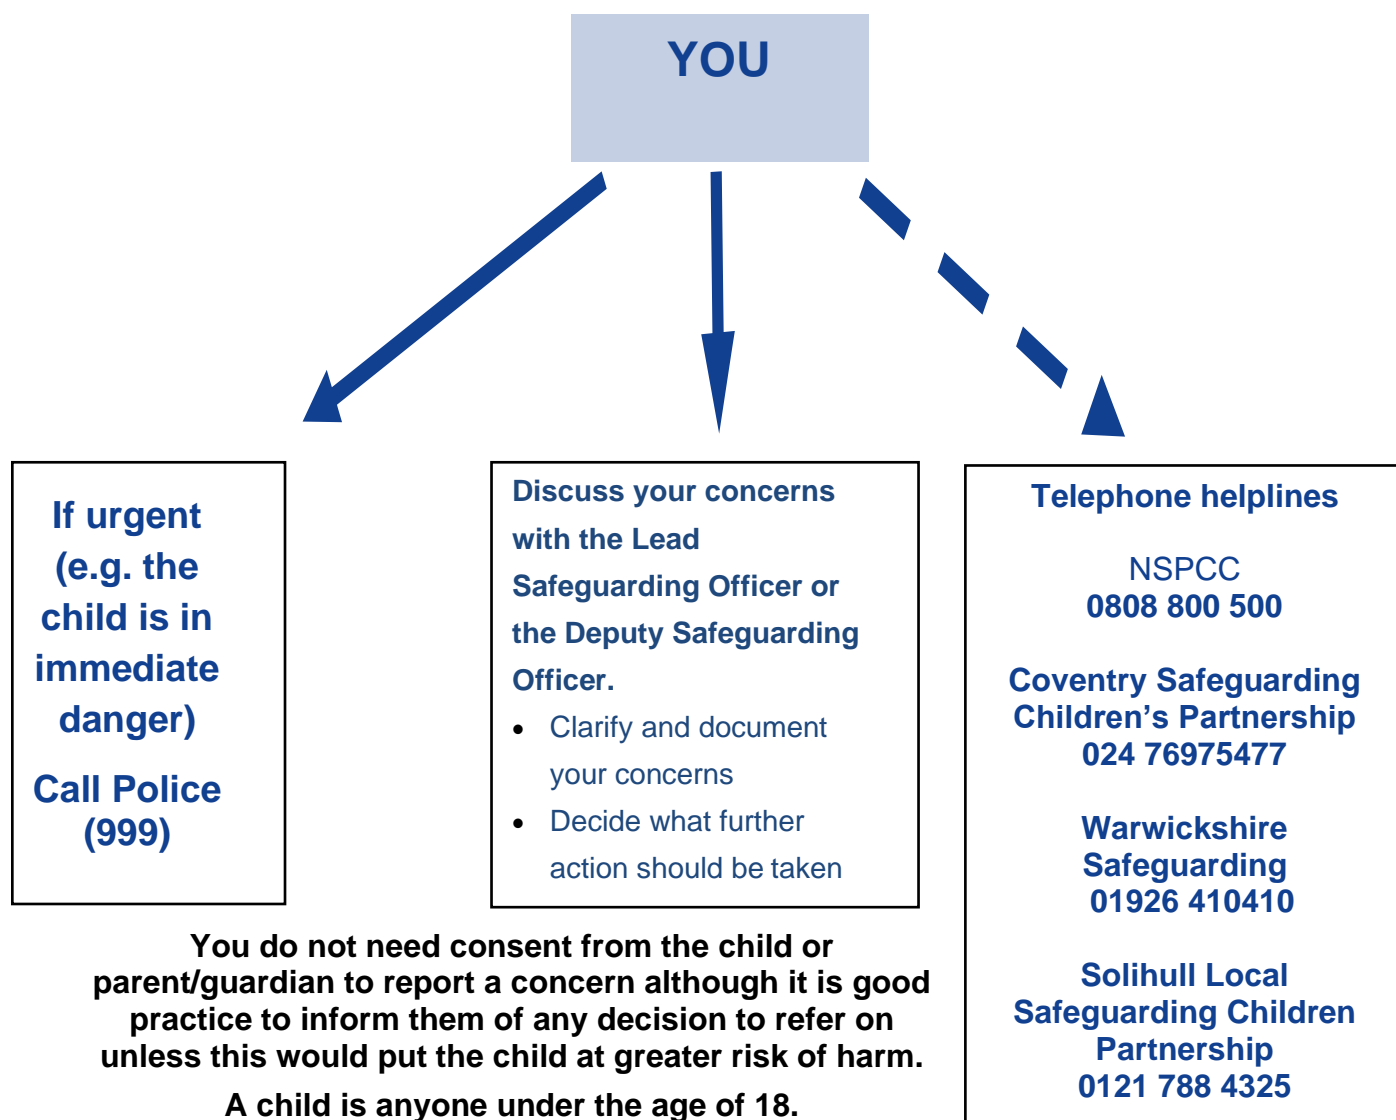 YOU
If urgent
(e.g. the
child is in
immediate
danger)
Call Police
(999)
Discuss your concerns
with the Lead
Safeguarding Officer or
the Deputy Safeguarding
Officer.
• Clarify and document
your concerns
• Decide what further
action should be taken
Telephone helplines
NSPCC
0808 800 500
Coventry Safeguarding
Children’s Partnership
024 76975477
Warwickshire
Safeguarding
01926 410410
Solihull Local
Safeguarding Children
Partnership
0121 788 4325
You do not need consent from the child or
parent/guardian to report a concern although it is good
practice to inform them of any decision to refer on
unless this would put the child at greater risk of harm.
A child is anyone under the age of 18.